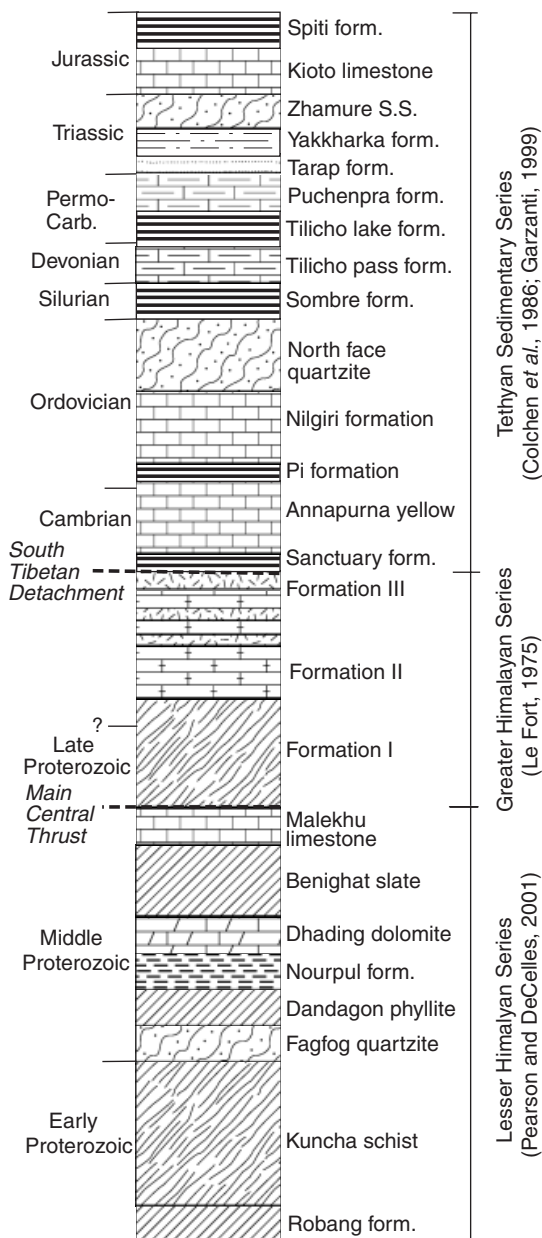 Jurassic
Triassic
Permo-
Carb.
Devonian
Silurian
Ordovician
Cambrian
South
Tibetan
Detachment
?
Late
Proterozoic
Main
Central
Thrust
Middle
Proterozoic
Early
Proterozoic
Spiti form.
Kioto limestone
Zhamure S.S.
Yakkharka form.
Tarap form.
Puchenpra form.
Tilicho lake form.
Tilicho pass form.
Sombre form.
North face
quartzite
Nilgiri formation
Pi formation
Annapurna yellow
Sanctuary form.
Formation III
Formation II
Formation I
Malekhu
limestone
Benighat slate
Dhading dolomite
Nourpul form.
Dandagon phyllite
Fagfog quartzite
Kuncha schist
Robang form.
Tethyan Sedimentary Series
(Colchen et al., 1986; Garzanti, 1999)
Greater Himalayan Series
(Le Fort, 1975)
Lesser Himalyan Series
(Pearson and DeCelles, 2001)